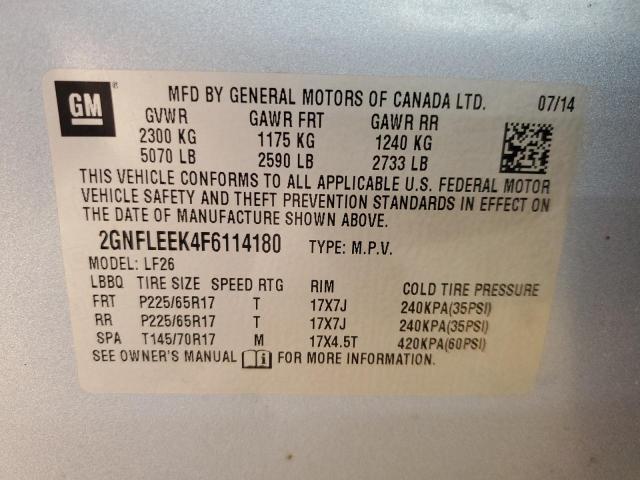 GM ® MFD BY GENERAL MOTORS OF CANADA LTD. 07/14
GVWR GAWR FRT GAWR RR
2300 KG 1175 KG 1240 KG
5070 LB 2590 LB 2733 LB
THIS VEHICLE CONFORMS TO ALL APPLICABLE U.S. FEDERAL MOTOR
VEHICLE SAFETY AND THEFT PREVENTION STANDARDS IN EFFECT ON
THE DATE OF MANUFACTURE SHOWN ABOVE.
2GNFLEEK4F6114180 TYPE: M.P.V.
MODEL: LF26
LBBQ TIRE SIZE SPEED RTG RIM COLD TIRE PRESSURE
FRT P225/65R17 T 17X7J 240KPA(35PSI)
RR P225/65R17 T 17X7J 240KPA(35PSI)
SPA T145/70R17 M 17X4.5T 420KPA(60PSI)
SEE OWNER'S MANUAL i FOR MORE INFORMATION.